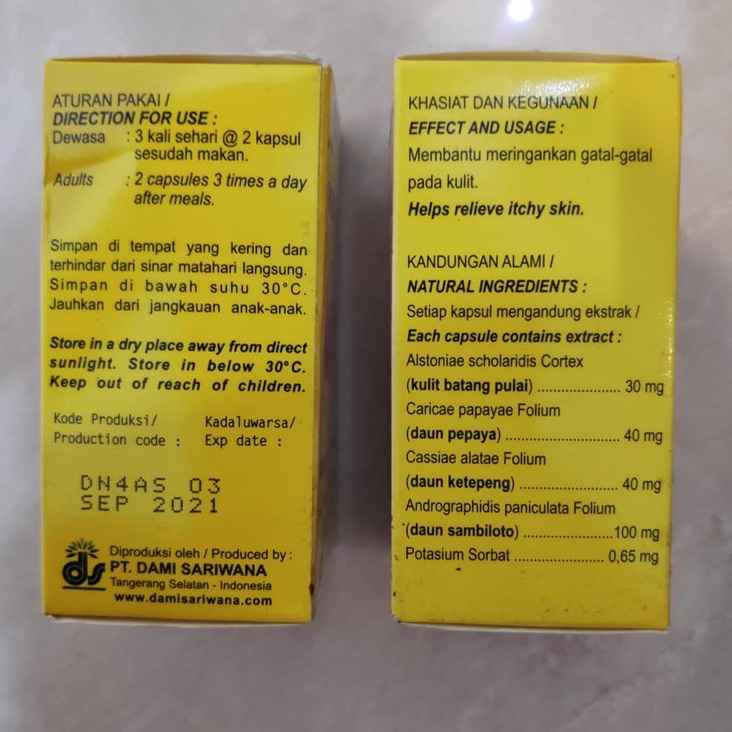 ATURAN PAKAI /
DIRECTION FOR USE :
Dewasa : 3 kali sehari @ 2 kapsul
sesudah makan.
Adults : 2 capsules 3 times a day
after meals.
Simpan di tempat yang kering dan
terhindar dari sinar matahari langsung.
Simpan di bawah suhu 30°C.
Jauhkan dari jangkauan anak-anak.
Store in a dry place away from direct
sunlight. Store in below 30°C.
Keep out of reach of children.
Kode Produksi/ Kadaluwarsa/
Production code : Exp date :
DN4AS 03
SEP 2021
ds
Diproduksi oleh / Produced by :
PT. DAMI SARIWANA
Tangerang Selatan - Indonesia
www.damisariwana.com
KHASIAT DAN KEGUNAAN /
EFFECT AND USAGE :
Membantu meringankan gatal-gatal
pada kulit.
Helps relieve itchy skin.
KANDUNGAN ALAMI /
NATURAL INGREDIENTS :
Setiap kapsul mengandung ekstrak /
Each capsule contains extract :
Alstoniae scholaridis Cortex
(kulit batang pulai) ..................... 30 mg
Caricae papayae Folium
(daun pepaya) ............................. 40 mg
Cassiae alatae Folium
(daun ketepeng) .......................... 40 mg
Andrographidis paniculata Folium
(daun sambiloto) .......................100 mg
Potasium Sorbat ....................... 0,65 mg